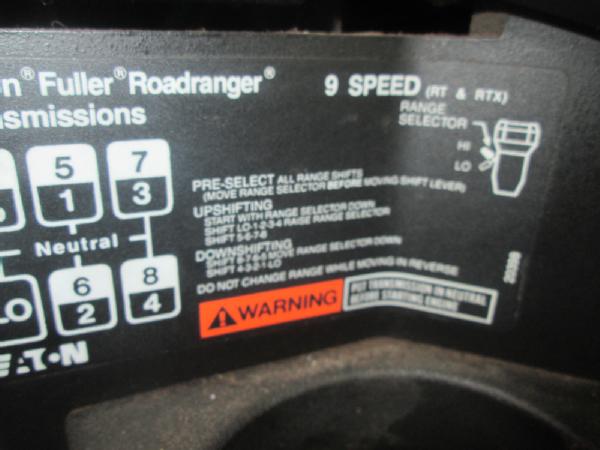 n® Fuller® Roadranger®
nsmissions
9 SPEED (RT & RTX)
RANGE
SELECTOR
HI
LO
5
1
7
3
Neutral
LO
6
2
8
4
PRE-SELECT ALL RANGE SHIFTS
(MOVE RANGE SELECTOR BEFORE MOVING SHIFT LEVER)
UPSHIFTING
START WITH RANGE SELECTOR DOWN
SHIFT LO-1-2-3-4 RAISE RANGE SELECTOR
SHIFT 5-6-7-8
DOWNSHIFTING
SHIFT 8-7-6-5 MOVE RANGE SELECTOR DOWN
SHIFT 4-3-2-1 LO
DO NOT CHANGE RANGE WHILE MOVING IN REVERSE
WARNING
PUT TRANSMISSION IN NEUTRAL
BEFORE STARTING ENGINE
EATON